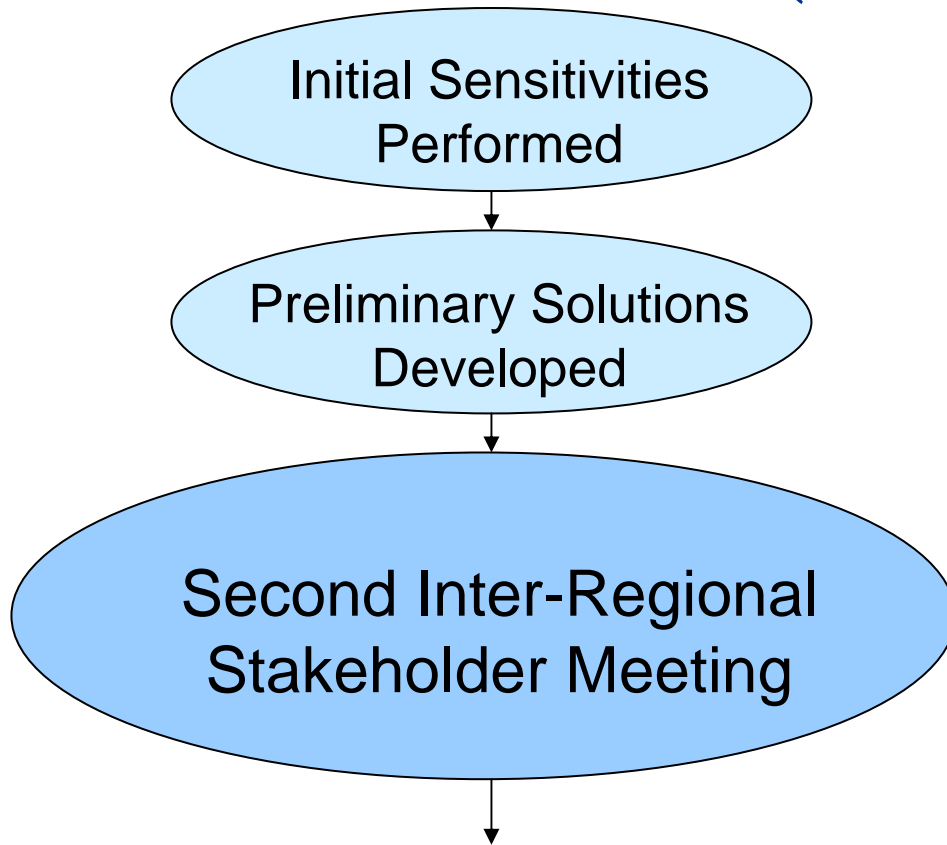 Initial Sensitivities
Performed
Preliminary Solutions
Developed
Second Inter-Regional
Stakeholder Meeting